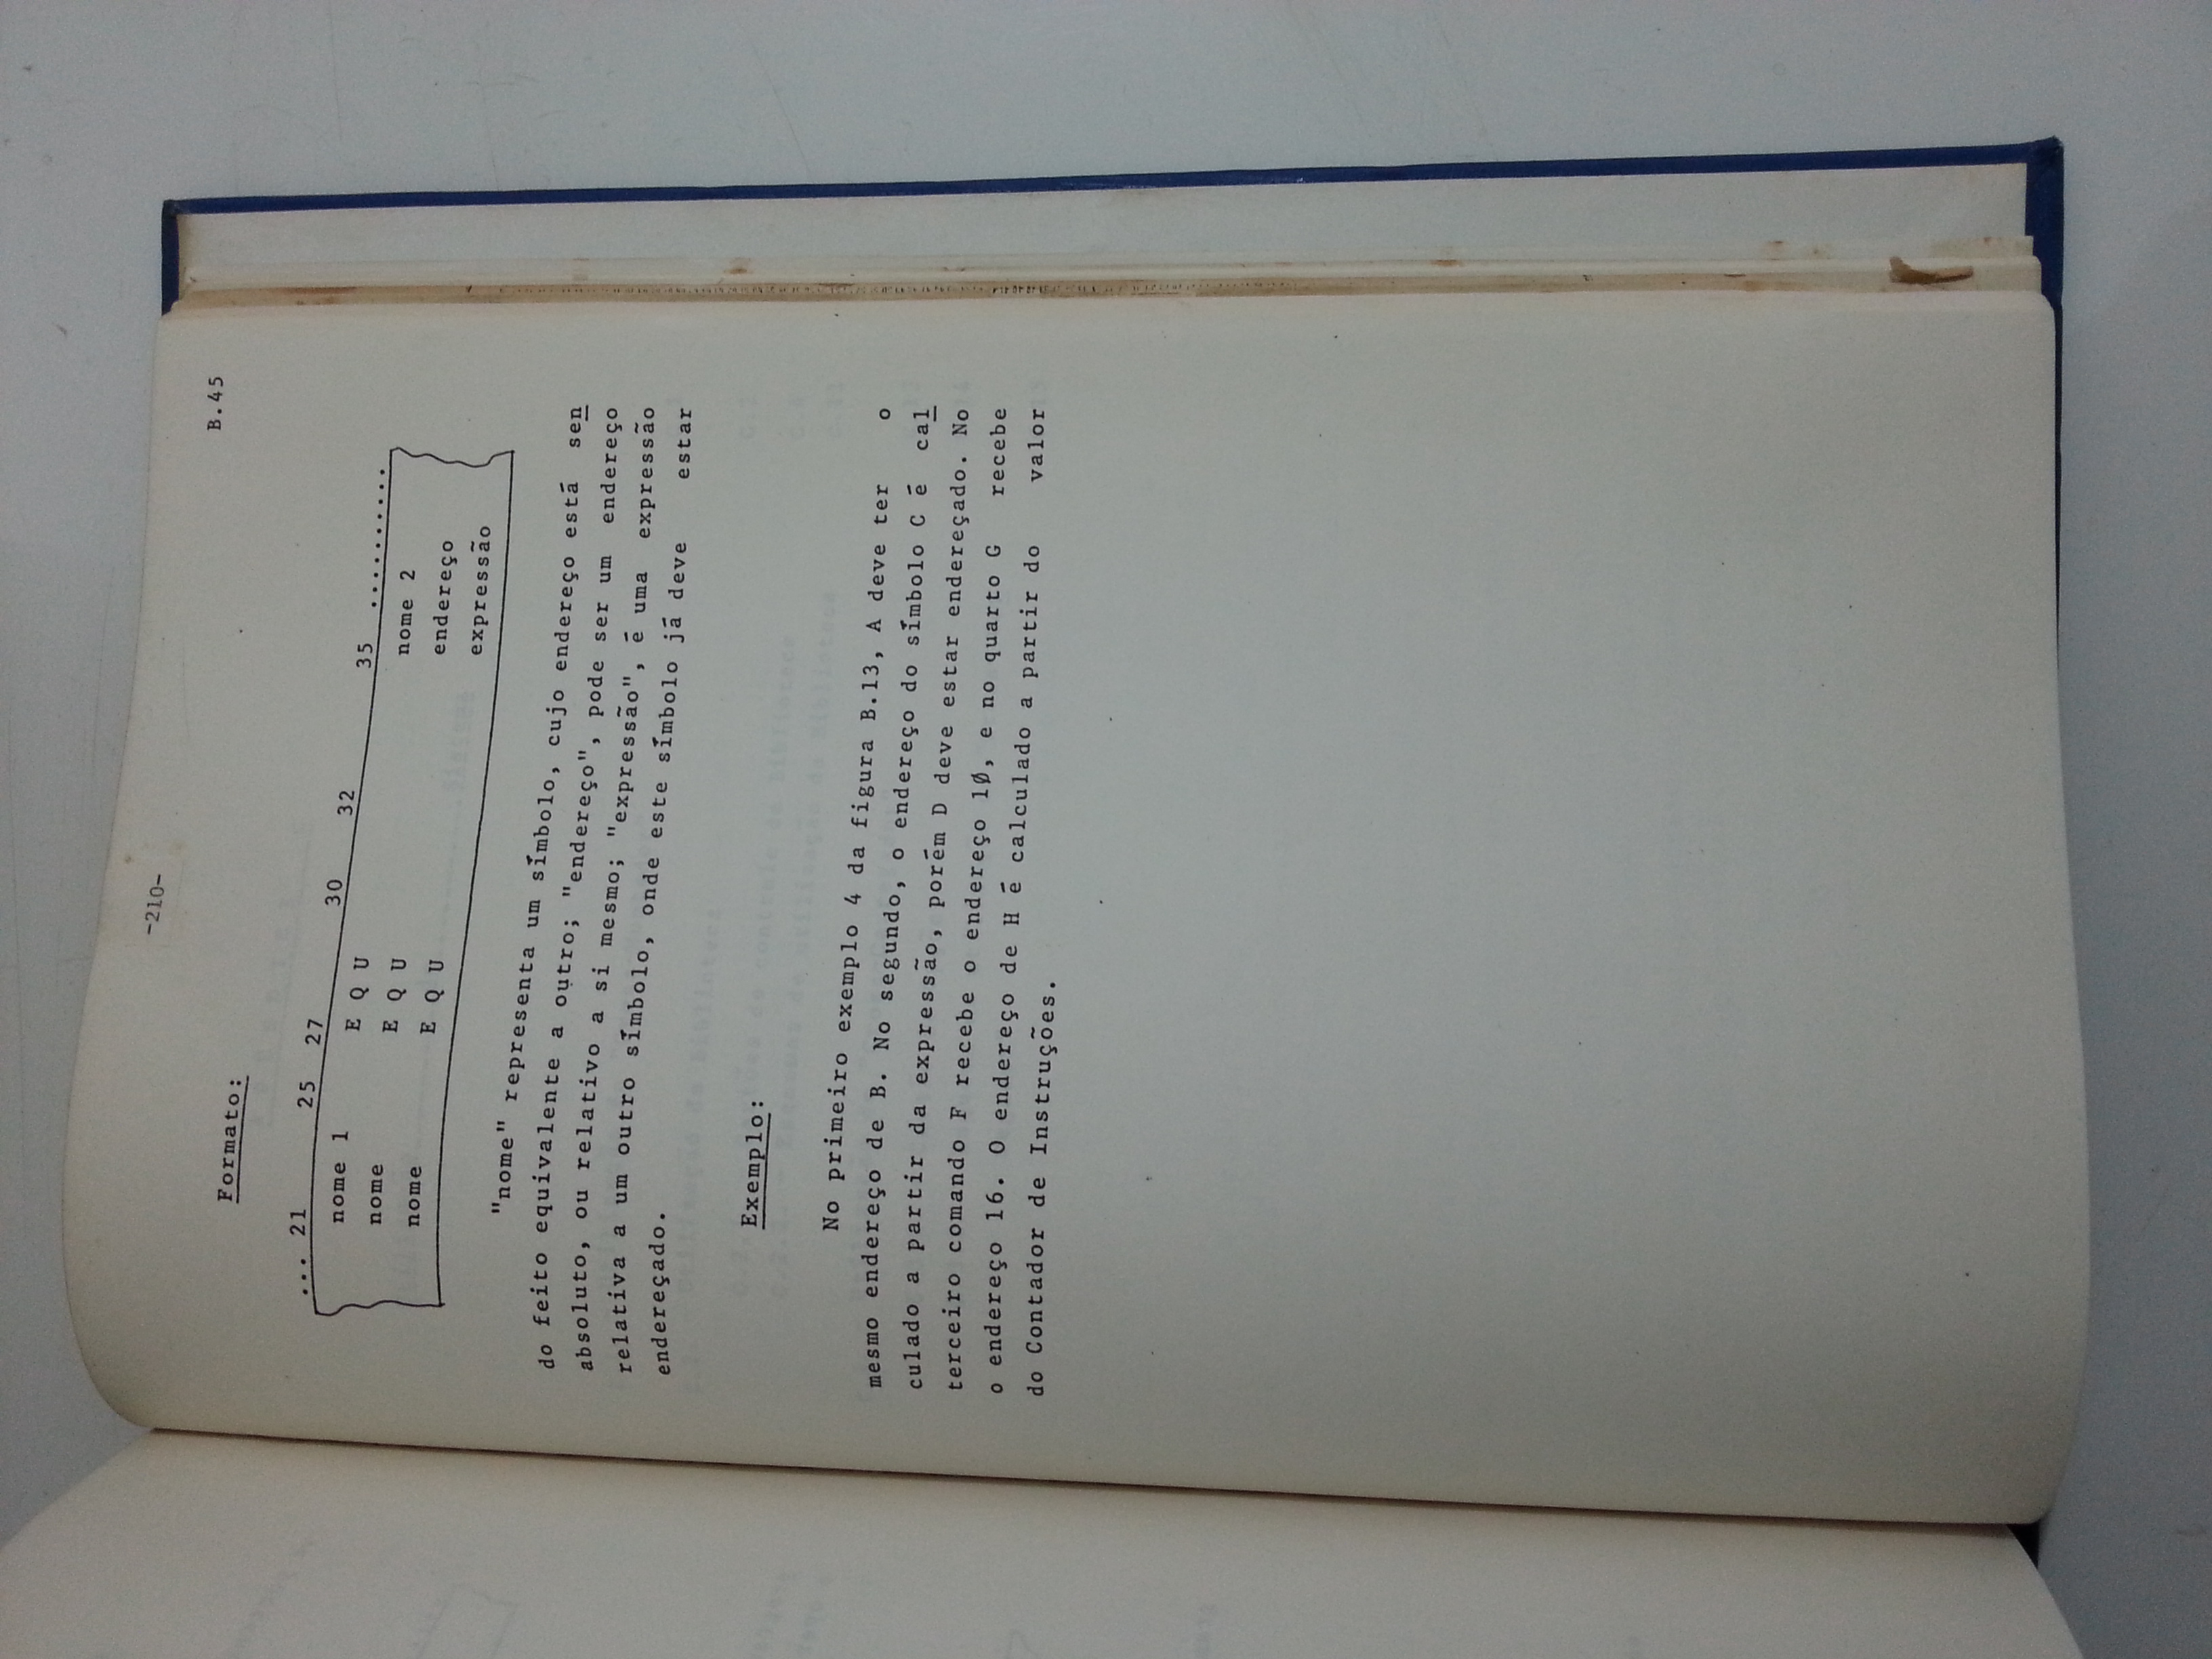 -210-
B.45
Formato:
... 21 25 27 30 32 35 ..........
nome 1 E Q U nome 2
nome E Q U endereço
nome E Q U expressão
"nome" representa um símbolo, cujo endereço está sen
do feito equivalente a outro; "endereço", pode ser um endereço
absoluto, ou relativo a si mesmo; "expressão", é uma expressão
relativa a um outro símbolo, onde este símbolo já deve estar
endereçado.
Exemplo:
No primeiro exemplo 4 da figura B.13, A deve ter o
mesmo endereço de B. No segundo, o endereço do símbolo C é cal
culado a partir da expressão, porém D deve estar endereçado. No
terceiro comando F recebe o endereço 1Ø, e no quarto G recebe
o endereço 16. O endereço de H é calculado a partir do valor
do Contador de Instruções.